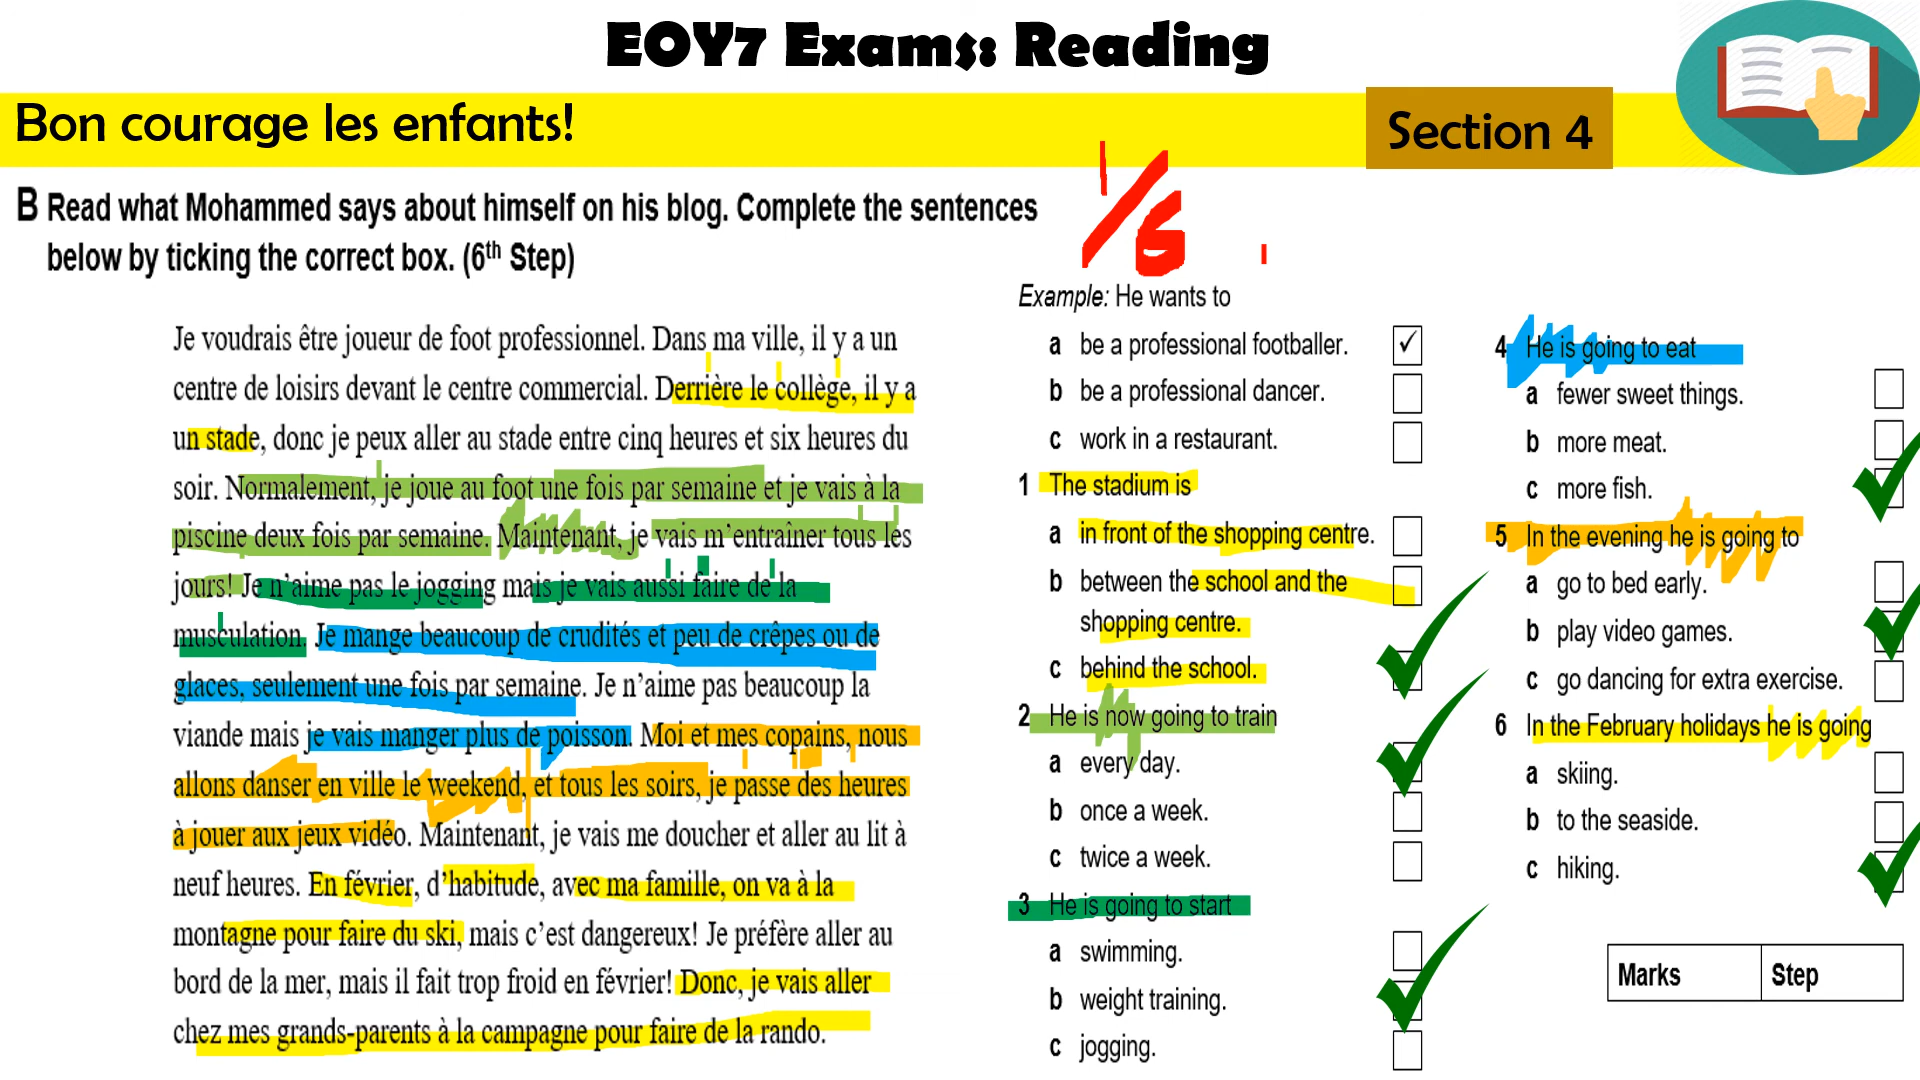 EOY7 Exams: Reading
Bon courage les enfants!
Section 4
1/6
B Read what Mohammed says about himself on his blog. Complete the sentences
below by ticking the correct box. (6th Step)
Je voudrais être joueur de foot professionnel. Dans ma ville, il y a un
centre de loisirs devant le centre commercial. Derrière le collège, il y a
un stade, donc je peux aller au stade entre cinq heures et six heures du
soir. Normalement, je joue au foot une fois par semaine et je vais à la
piscine deux fois par semaine. Maintenant, je vais m'entraîner tous les
jours! Je n'aime pas le jogging mais je vais aussi faire de la
musculation. Je mange beaucoup de crudités et peu de crêpes ou de
glaces, seulement une fois par semaine. Je n'aime pas beaucoup la
viande mais je vais manger plus de poisson. Moi et mes copains, nous
allons danser en ville le weekend, et tous les soirs, je passe des heures
à jouer aux jeux vidéo. Maintenant, je vais me doucher et aller au lit à
neuf heures. En février, d'habitude, avec ma famille, on va à la
montagne pour faire du ski, mais c'est dangereux! Je préfère aller au
bord de la mer, mais il fait trop froid en février! Donc, je vais aller
chez mes grands-parents à la campagne pour faire de la rando.
Example: He wants to
a be a professional footballer. ✓
b be a professional dancer.
c work in a restaurant.
1 The stadium is
a in front of the shopping centre.
b between the school and the
shopping centre.
c behind the school.
2 He is now going to train
a every day.
b once a week.
c twice a week.
3 He is going to start
a swimming.
b weight training.
c jogging.
4 He is going to eat
a fewer sweet things.
b more meat.
c more fish.
5 In the evening he is going to
a go to bed early.
b play video games.
c go dancing for extra exercise.
6 In the February holidays he is going
a skiing.
b to the seaside.
c hiking.
Marks Step